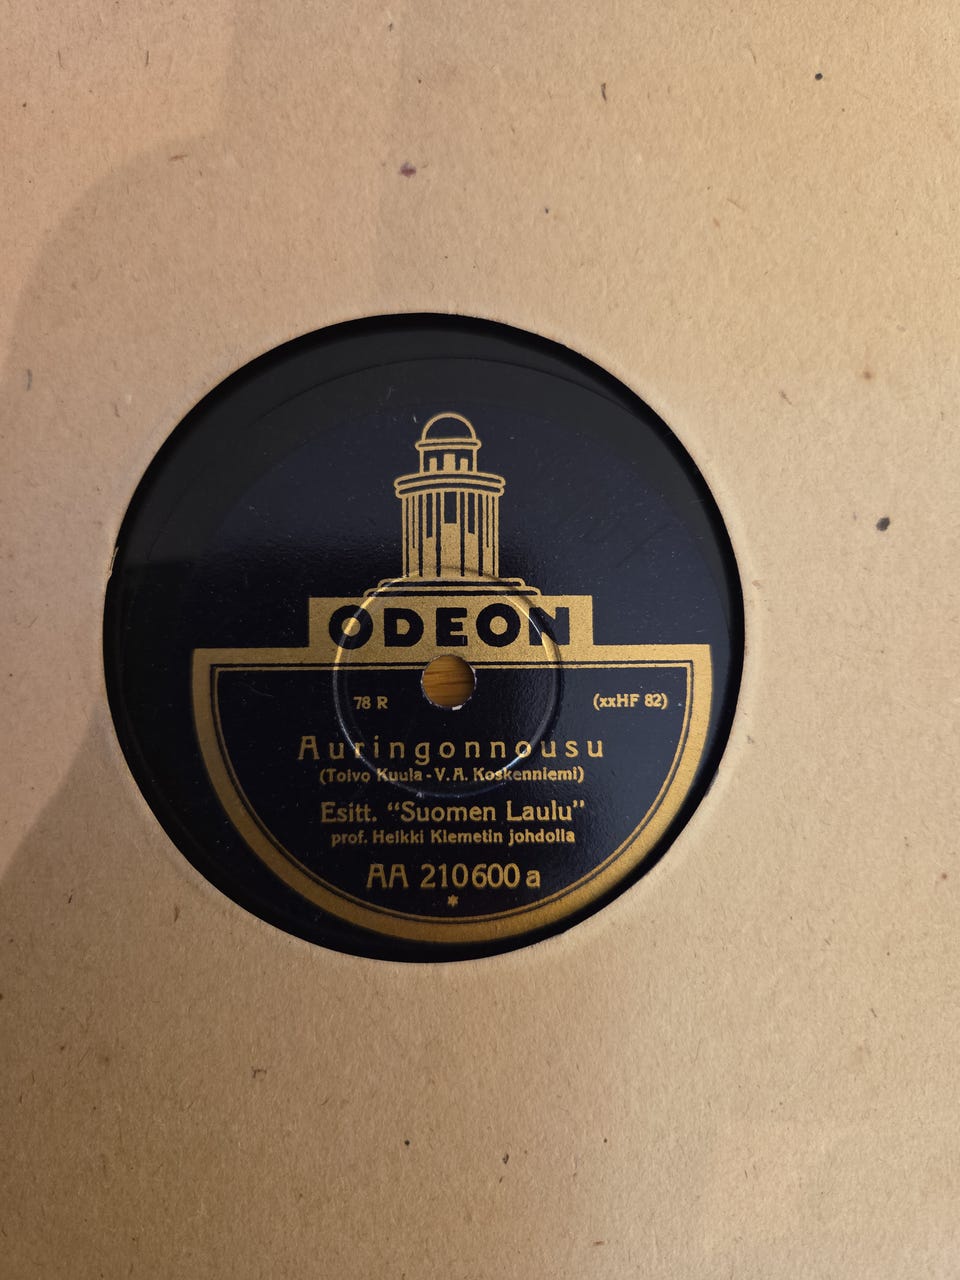 ODEON
78 R (xxHF 82)
Auringonnousu
(Toivo Kuula - V. A. Koskenniemi)
Esitt. "Suomen Laulu"
prof. Heikki Klemetin johdolla
AA 210600 a
*